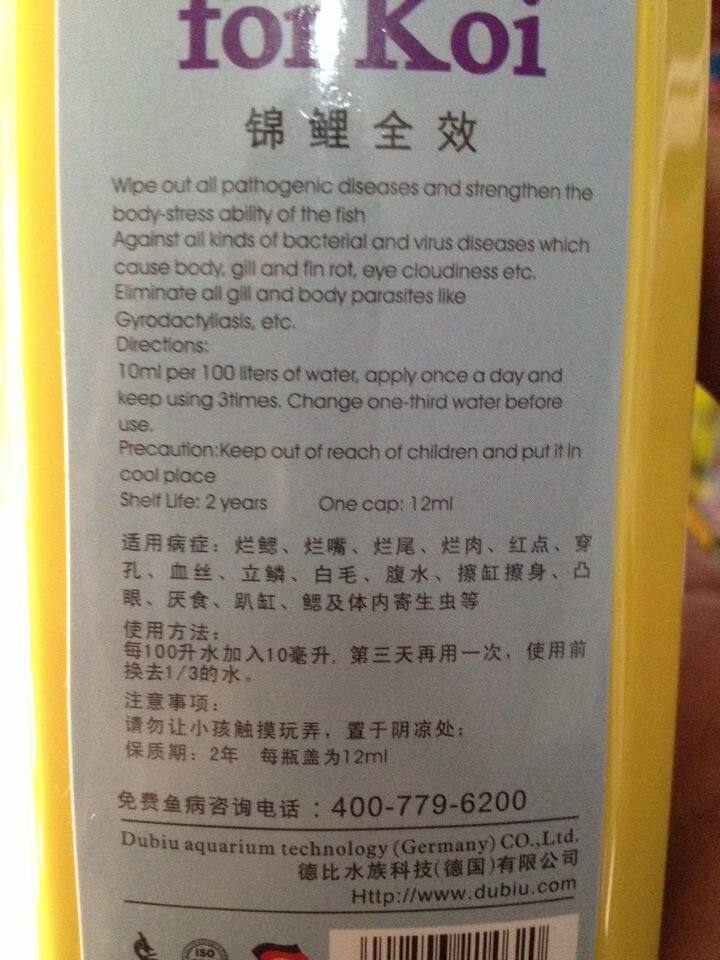 for Koi
锦鲤全效
Wipe out all pathogenic diseases and strengthen the
body-stress ability of the fish
Against all kinds of bacterial and virus diseases which
cause body, gill and fin rot, eye cloudiness etc.
Eliminate all gill and body parasites like
Gyrodactyliasis, etc.
Directions:
10ml per 100 liters of water, apply once a day and
keep using 3times. Change one-third water before
use.
Precaution:Keep out of reach of children and put it in
cool place
Shelf Life: 2 years One cap: 12ml
适用病症：烂鳃、烂嘴、烂尾、烂肉、红点、穿
孔、血丝、立鳞、白毛、腹水、擦缸擦身、凸
眼、厌食、趴缸、鳃及体内寄生虫等
使用方法：
每100升水加入10毫升, 第三天再用一次，使用前
换去1/3的水。
注意事项：
请勿让小孩触摸玩弄，置于阴凉处；
保质期：2年 每瓶盖为12ml
免费鱼病咨询电话：400-779-6200
Dubiu aquarium technology (Germany) CO.,Ltd.
德比水族科技(德国)有限公司
Http://www.dubiu.com
ISO